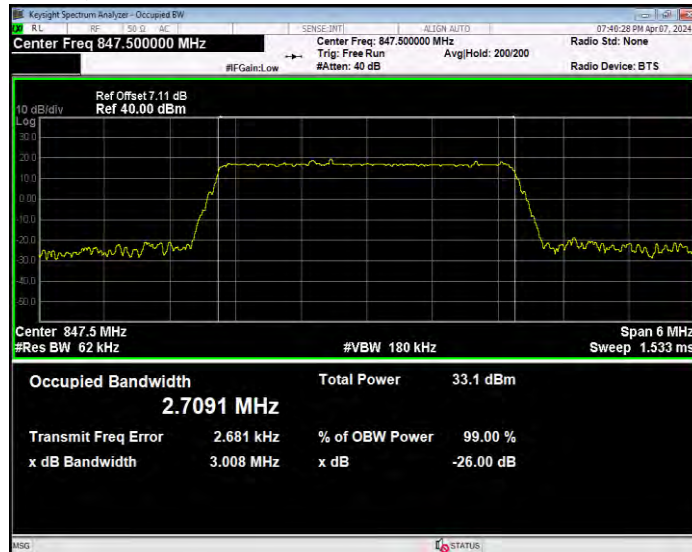 Keysight Spectrum Analyzer - Occupied BW
RL RF 50 Ω AC SENSE:INT ALIGN AUTO 07:40:28 PM Apr 07, 2024
Center Freq 847.500000 MHz Center Freq: 847.500000 MHz Radio Std: None
Trig: Free Run Avg|Hold: 200/200
#IFGain:Low #Atten: 40 dB Radio Device: BTS
Ref Offset 7.11 dB
10 dB/div Ref 40.00 dBm
Log
30.0
20.0
10.0
0.00
-10.0
-20.0
-30.0
-40.0
-50.0
Center 847.5 MHz Span 6 MHz
#Res BW 62 kHz #VBW 180 kHz Sweep 1.533 ms
Occupied Bandwidth Total Power 33.1 dBm
2.7091 MHz
Transmit Freq Error 2.681 kHz % of OBW Power 99.00 %
x dB Bandwidth 3.008 MHz x dB -26.00 dB
MSG STATUS